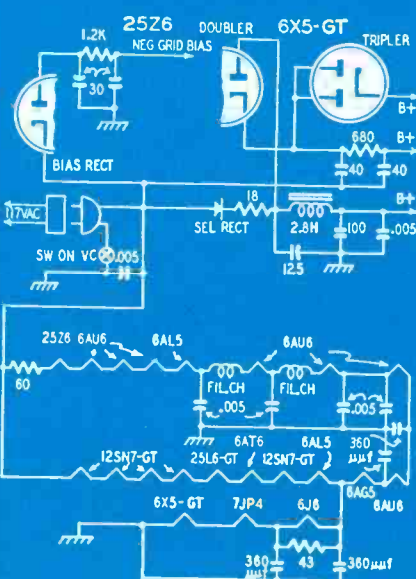 25Z6 DOUBLER 6X5-GT
1.2K
NEG GRID BIAS
TRIPLER
30
B+
680
B+
40 40
BIAS RECT
18
B+
117VAC
SEL RECT
2.8H
100
.005
SW ON VC
.005
125
25Z6 6AU6 6AL5 6AU6
60
FIL.CH FIL.CH
.005
.005
6AT6 6AL5 360
12SN7-GT 25L6-GT 12SN7-GT μμf
6AG5
6AU6
6X5-GT 7JP4 6J6
360
μμf
43
360μμf